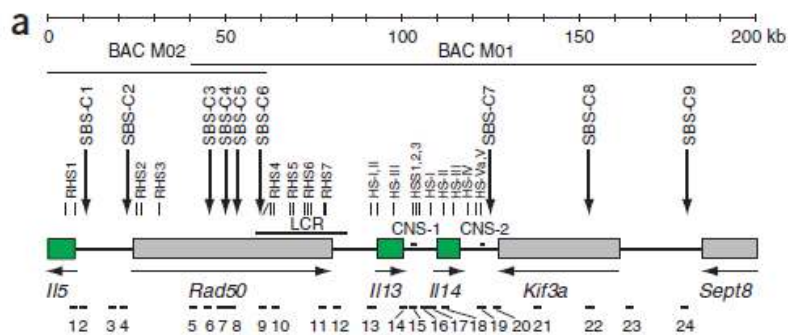 a
0 50 100 150 200 kb
BAC M02 BAC M01
SBS-C1 SBS-C2 SBS-C3 SBS-C4 SBS-C5 SBS-C6 SBS-C7 SBS-C8 SBS-C9
RHS1 RHS2 RHS3 RHS4 RHS5 RHS6 RHS7 HS-I,II HS-III HSS1,2,3 HS-I HS-II HS-III HS-IV HS-Va,V
LCR CNS-1 CNS-2
Il5 Rad50 Il13 Il14 Kif3a Sept8
1 2 3 4 5 6 7 8 9 10 11 12 13 14 15 16 17 18 19 20 21 22 23 24